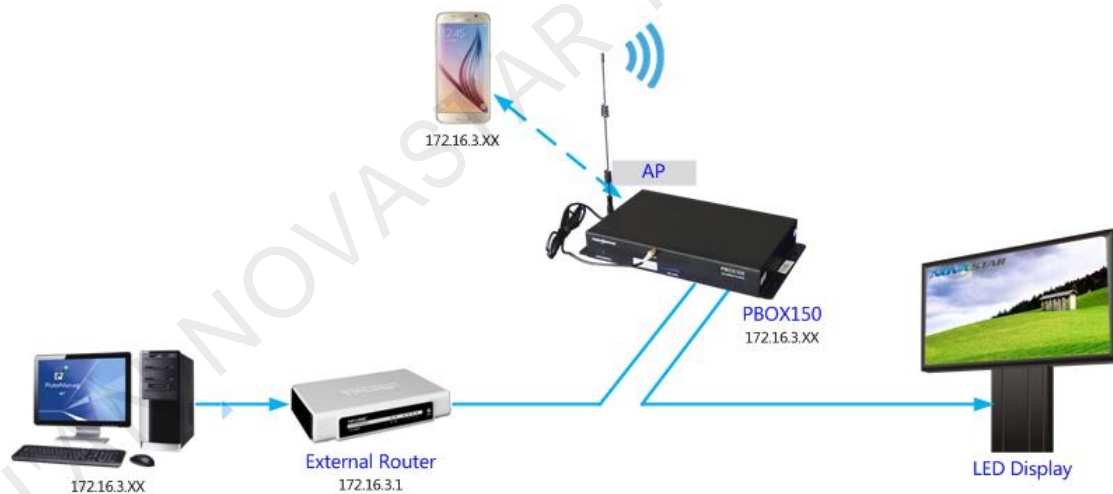 172.16.3.XX
AP
PBOX150
172.16.3.XX
NOVASTAR
External Router
172.16.3.1
172.16.3.XX
LED Display
NOVASTAR